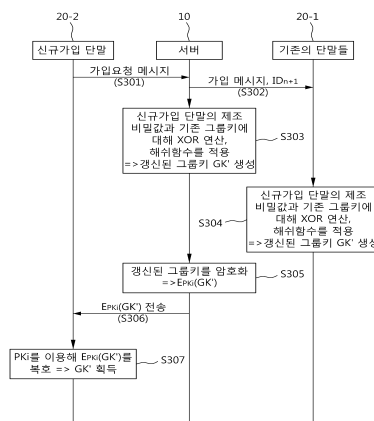 20-2
10
20-1
신규가입 단말
서버
기존의 단말들
가입요청 메시지
(S301)
가입 메시지, IDn+1
(S302)
신규가입 단말의 제조
비밀값과 기존 그룹키에
대해 XOR 연산,
해쉬함수를 적용
=>갱신된 그룹키 GK' 생성
S303
신규가입 단말의 제조
비밀값과 기존 그룹키에
대해 XOR 연산,
해쉬함수를 적용
=>갱신된 그룹키 GK' 생성
S304
갱신된 그룹키를 암호화
=>EPKi(GK')
S305
EPKi(GK') 전송
(S306)
PKi를 이용해 EPKi(GK')를
복호 => GK' 획득
S307